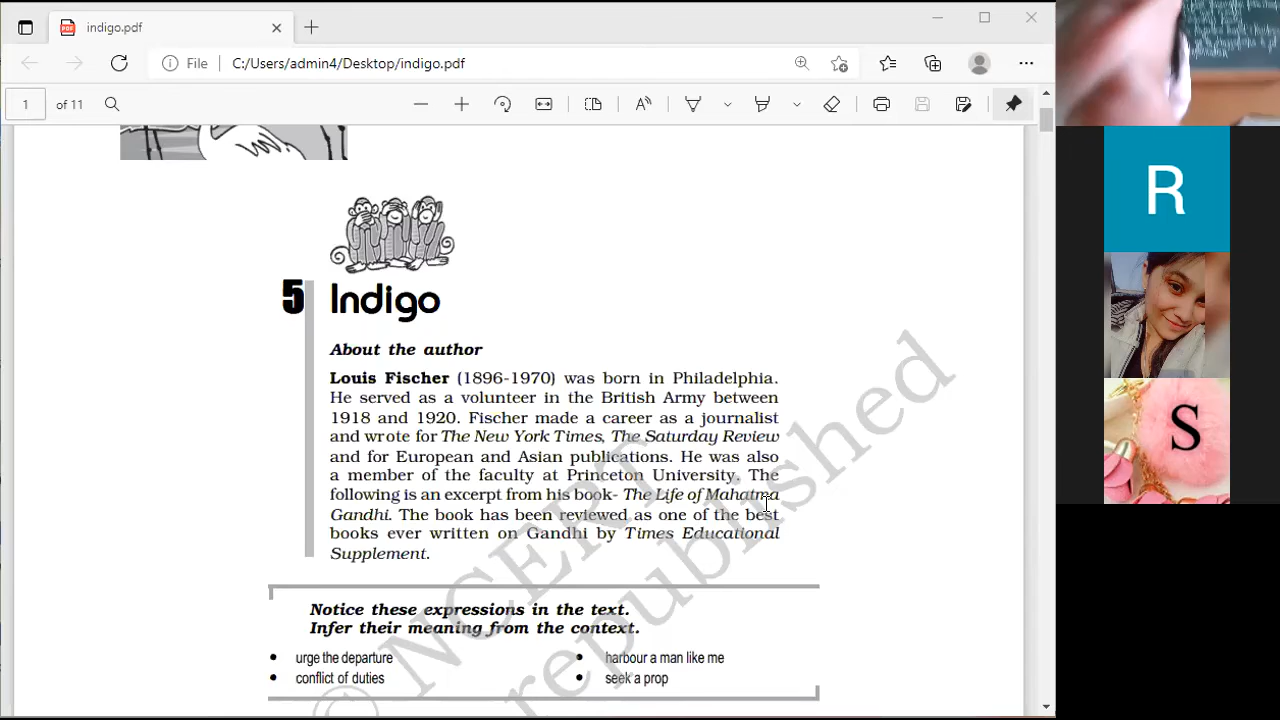 indigo.pdf
File
C:/Users/admin4/Desktop/indigo.pdf
1 of 11
5 Indigo
About the author
Louis Fischer (1896-1970) was born in Philadelphia.
He served as a volunteer in the British Army between
1918 and 1920. Fischer made a career as a journalist
and wrote for The New York Times, The Saturday Review
and for European and Asian publications. He was also
a member of the faculty at Princeton University. The
following is an excerpt from his book- The Life of Mahatma
Gandhi. The book has been reviewed as one of the best
books ever written on Gandhi by Times Educational
Supplement.
Notice these expressions in the text.
Infer their meaning from the context.
• urge the departure
• harbour a man like me
• conflict of duties
• seek a prop
© NCERT
republished
R
S